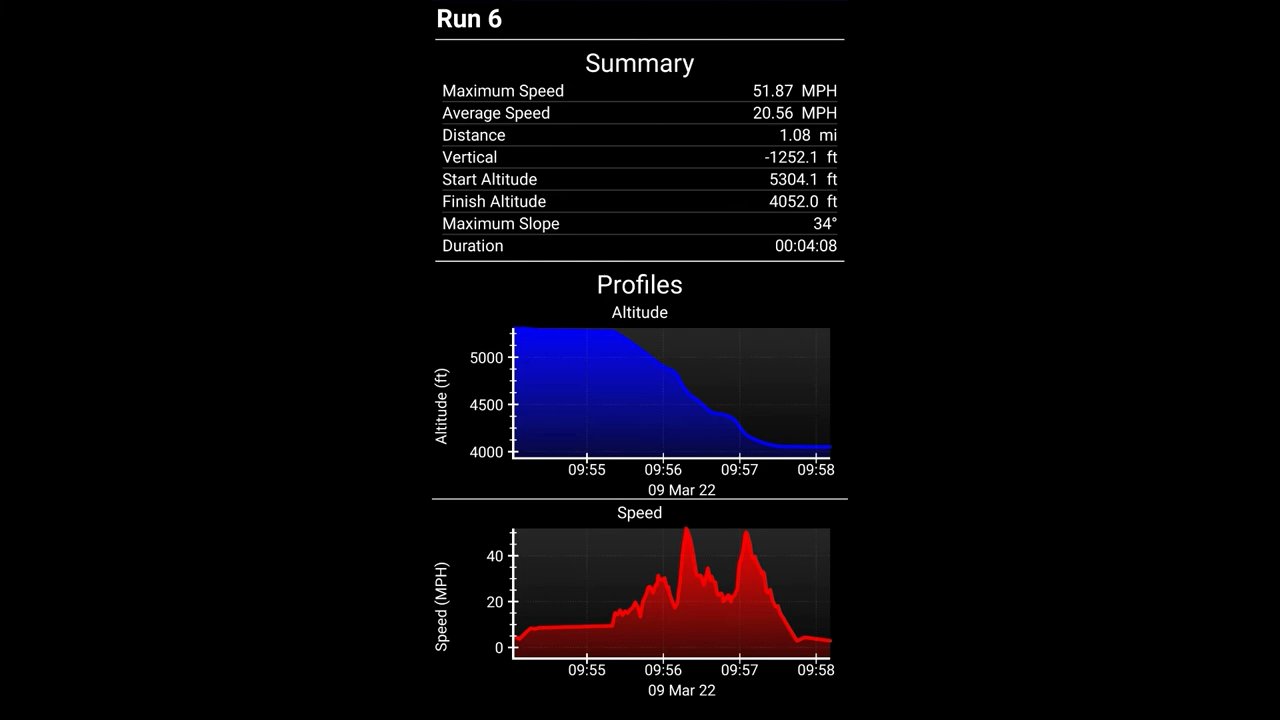 Run 6
Summary
Maximum Speed 51.87 MPH
Average Speed 20.56 MPH
Distance 1.08 mi
Vertical -1252.1 ft
Start Altitude 5304.1 ft
Finish Altitude 4052.0 ft
Maximum Slope 34°
Duration 00:04:08
Profiles
Altitude
Altitude (ft)
5000
4500
4000
09:55 09:56 09:57 09:58
09 Mar 22
Speed
Speed (MPH)
40
20
0
09:55 09:56 09:57 09:58
09 Mar 22